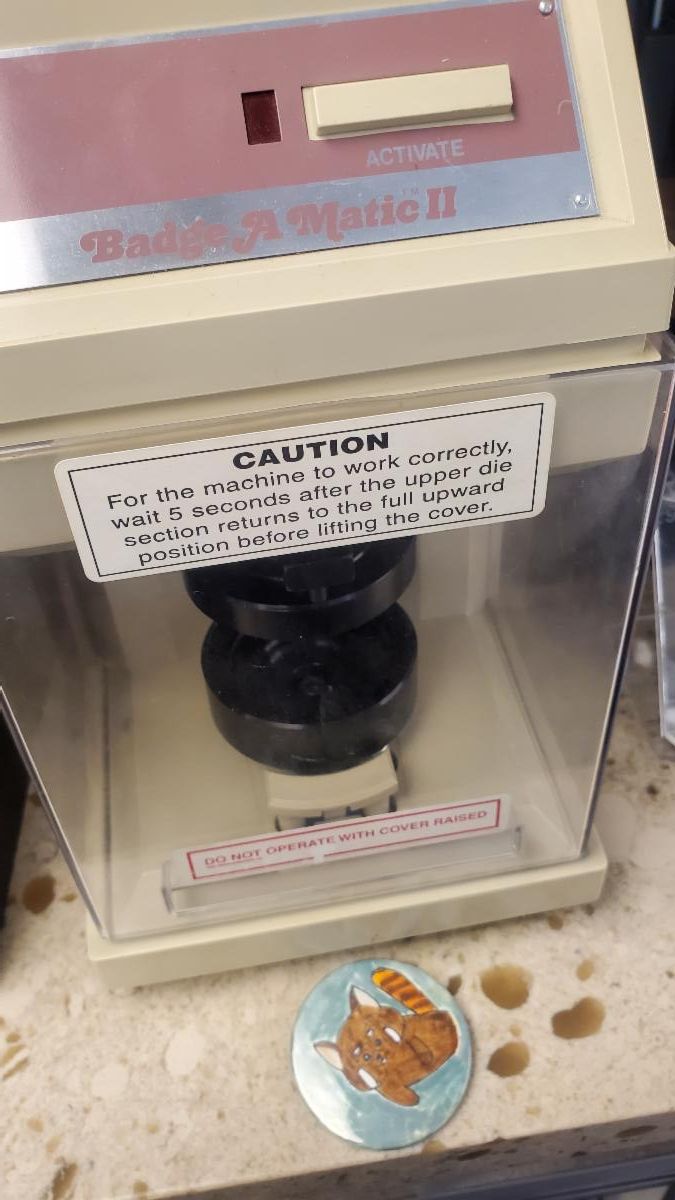 ACTIVATE
Badge A Matic II™
CAUTION
For the machine to work correctly,
wait 5 seconds after the upper die
section returns to the full upward
position before lifting the cover.
DO NOT OPERATE WITH COVER RAISED